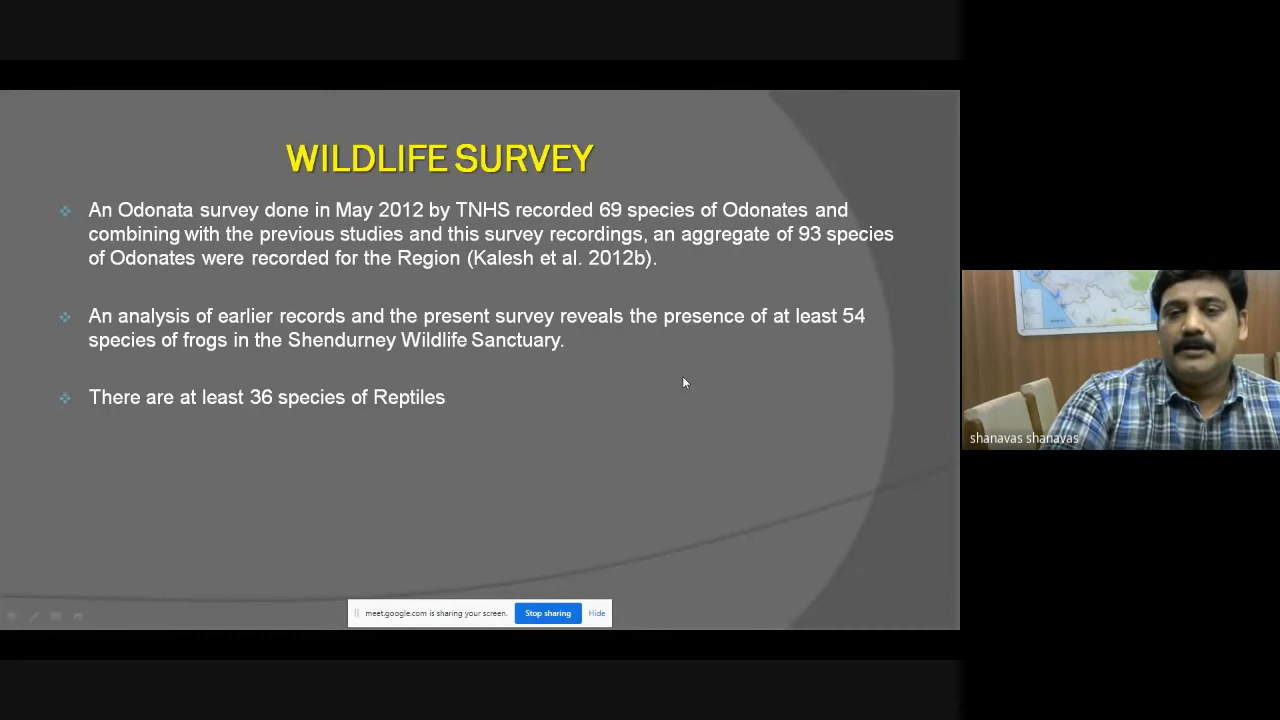 WILDLIFE SURVEY
An Odonata survey done in May 2012 by TNHS recorded 69 species of Odonates and
combining with the previous studies and this survey recordings, an aggregate of 93 species
of Odonates were recorded for the Region (Kalesh et al. 2012b).
An analysis of earlier records and the present survey reveals the presence of at least 54
species of frogs in the Shendurney Wildlife Sanctuary.
There are at least 36 species of Reptiles
shanavas shanavas
meet.google.com is sharing your screen. Stop sharing Hide